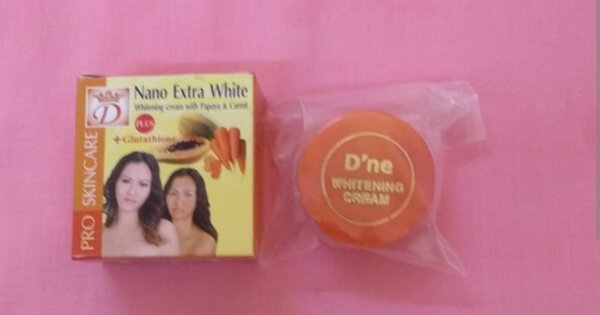 PRO SKINCARE
D
Nano Extra White
Whitening cream with Papaya & Carrot
PLUS
+Glutathione
D'ne
WHITENING
CREAM